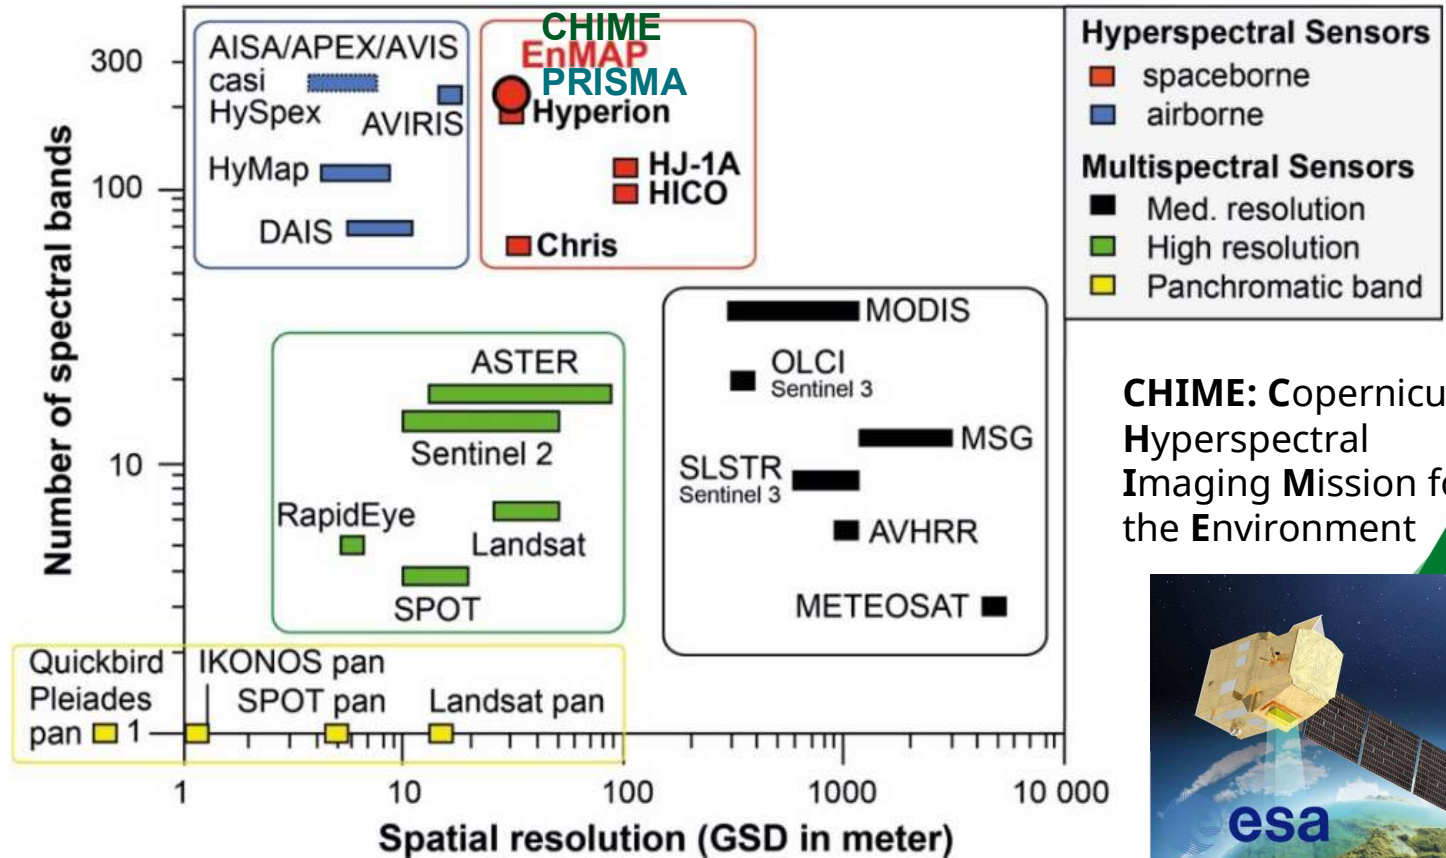 CHIME
EnMAP
PRISMA
AISA/APEX/AVIS
casi
HySpex
AVIRIS
HyMap
DAIS
Hyperion
HJ-1A
HICO
Chris
Hyperspectral Sensors
spaceborne
airborne
Multispectral Sensors
Med. resolution
High resolution
Panchromatic band
300
100
10
1
Number of spectral bands
ASTER
Sentinel 2
RapidEye
Landsat
SPOT
MODIS
OLCI
Sentinel 3
MSG
SLSTR
Sentinel 3
AVHRR
METEOSAT
Quickbird
Pleiades
pan
IKONOS pan
SPOT pan
Landsat pan
1 10 100 1000 10 000
Spatial resolution (GSD in meter)
CHIME: Copernicu
Hyperspectral
Imaging Mission fo
the Environment
esa